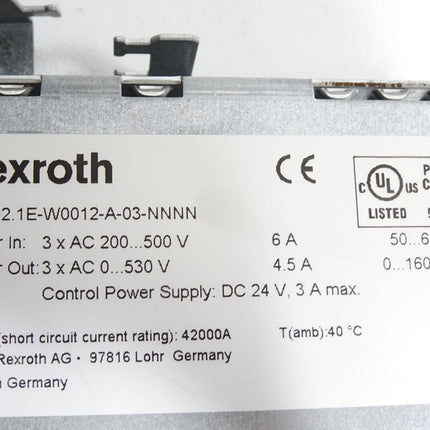 exroth CE
2.1E-W0012-A-03-NNNN C UL US P
LISTED
r In: 3 x AC 200...500 V 6 A 50...6
r Out: 3 x AC 0...530 V 4.5 A 0...160
Control Power Supply: DC 24 V, 3 A max.
(short circuit current rating): 42000A T(amb):40 °C
Rexroth AG • 97816 Lohr Germany
n Germany